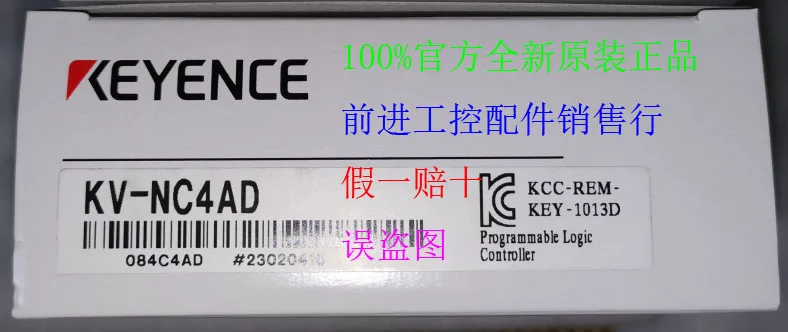 KEYENCE
100%官方全新原装正品
前进工控配件销售行
假一赔十
误盗图
KV-NC4AD
084C4AD
KCC-REM-
KEY-1013D
Programmable Logic
Controller